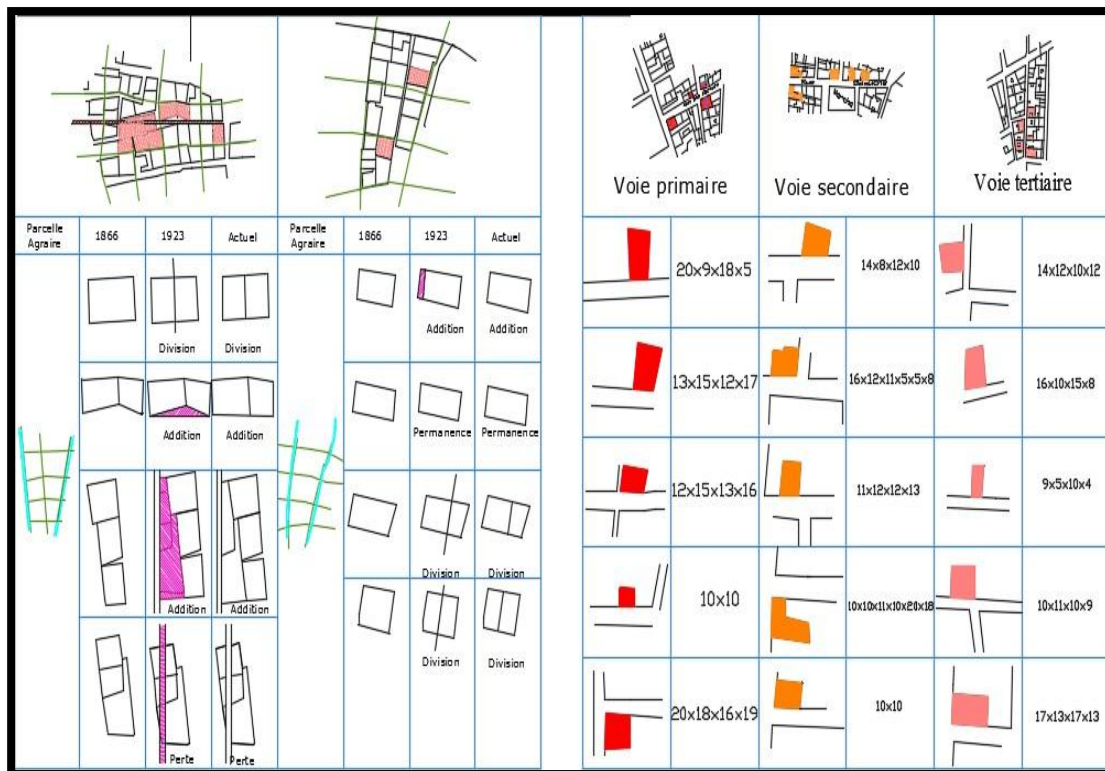 Parcelle
Agraire
1866
1923
Actuel
Parcelle
Agraire
1866
1923
Actuel
Division
Division
Addition
Addition
Addition
Addition
Permanence
Permanence
Addition
Addition
Division
Division
Division
Division
Perte
Perte
Voie primaire
Voie secondaire
Voie tertiaire
20x9x18x5
14x8x12x10
14x12x10x12
13x15x12x17
16x12x11x5x5x8
16x10x15x8
12x15x13x16
11x12x12x13
9x5x10x4
10x10
10x10x11x10x20x18
10x11x10x9
20x18x16x19
10x10
17x13x17x13